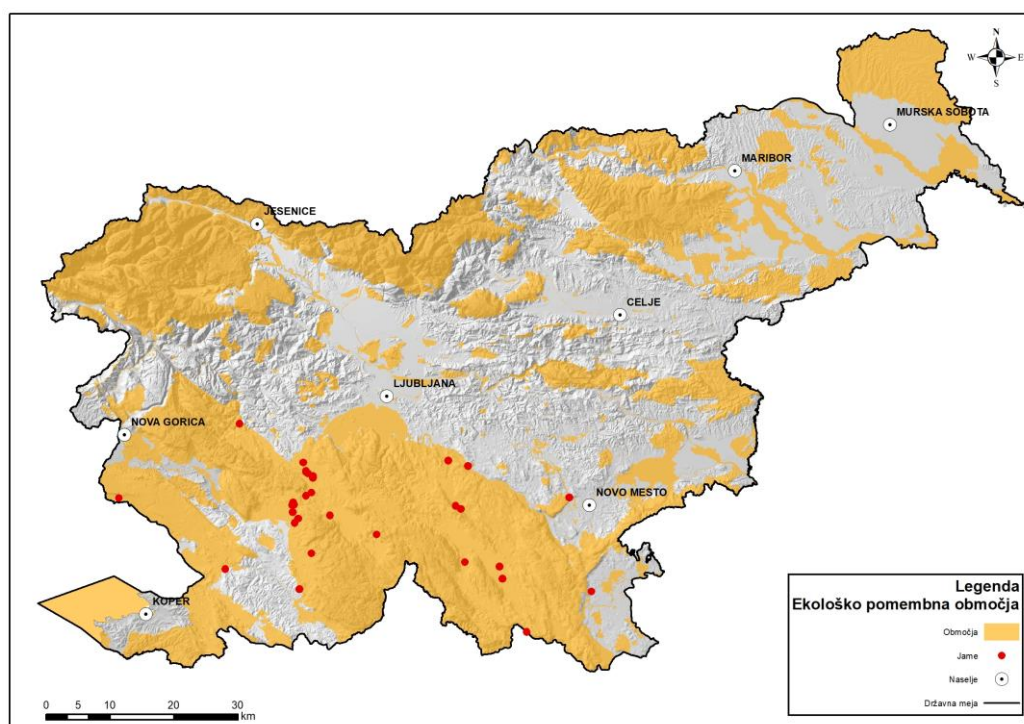 N
W
E
S
MURSKA SOBOTA
MARIBOR
JESENICE
CELJE
LJUBLJANA
NOVA GORICA
NOVO MESTO
KOPER
Legenda
Ekološko pomembna območja
Območja
Jame
Naselje
Državna meja
0 5 10 20 30
km